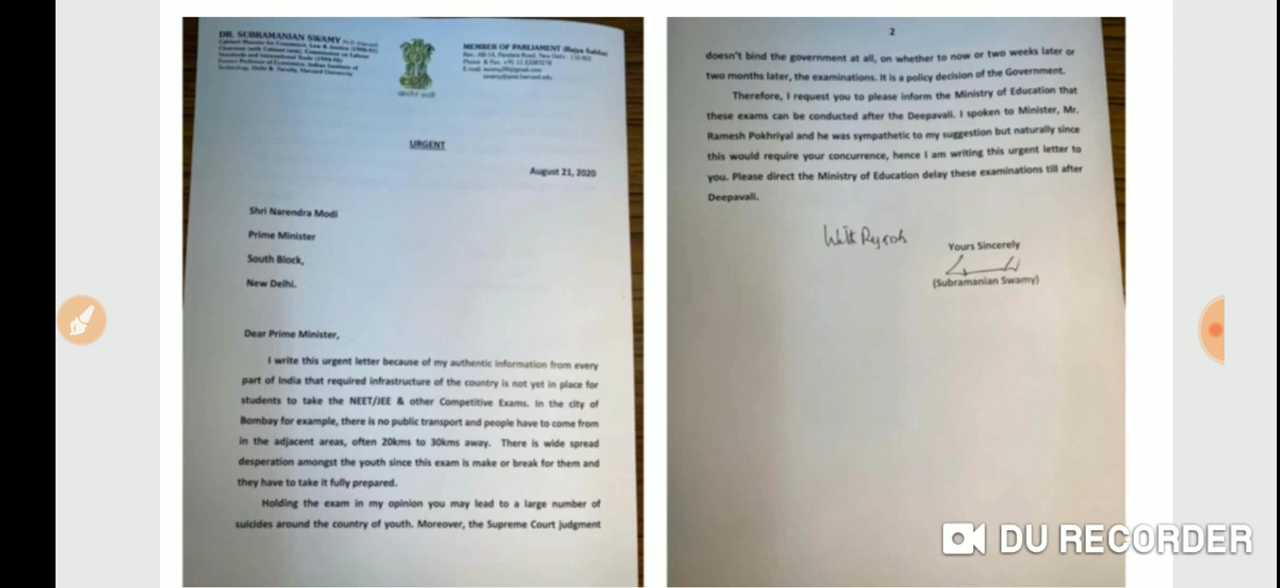 DR. SUBRAMANIAN SWAMY
MEMBER OF PARLIAMENT (Rajya Sabha)
URGENT
August 21, 2020
Shri Narendra Modi
Prime Minister
South Block,
New Delhi.
Dear Prime Minister,
I write this urgent letter because of my authentic information from every
part of India that required infrastructure of the country is not yet in place for
students to take the NEET/JEE & other Competitive Exams. In the city of
Bombay for example, there is no public transport and people have to come from
in the adjacent areas, often 20kms to 30kms away. There is wide spread
desperation amongst the youth since this exam is make or break for them and
they have to take it fully prepared.
Holding the exam in my opinion you may lead to a large number of
suicides around the country of youth. Moreover, the Supreme Court judgment
2
doesn't bind the government at all, on whether to now or two weeks later or
two months later, the examinations. It is a policy decision of the Government.
Therefore, I request you to please inform the Ministry of Education that
these exams can be conducted after the Deepavali. I spoken to Minister, Mr.
Ramesh Pokhriyal and he was sympathetic to my suggestion but naturally since
this would require your concurrence, hence I am writing this urgent letter to
you. Please direct the Ministry of Education delay these examinations till after
Deepavali.
Yours Sincerely
(Subramanian Swamy)
DU RECORDER